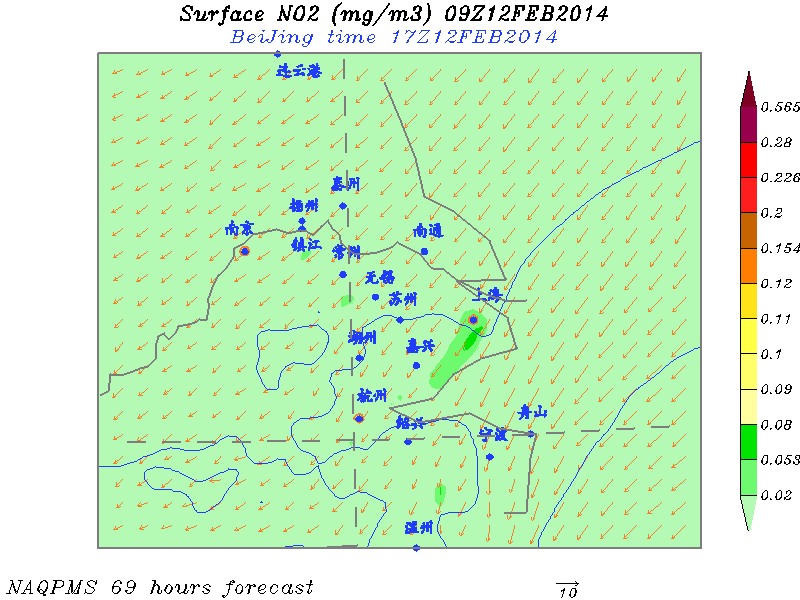 Surface NO2 (mg/m3) 09Z12FEB2014
BeiJing time 17Z12FEB2014
连云港
0.565
0.28
0.226
0.2
0.154
0.12
0.11
0.1
0.09
0.08
0.053
0.02
泰州
扬州
南京
镇江
常州
南通
无锡
苏州
上海
湖州
嘉兴
杭州
绍兴
舟山
宁波
温州
NAQPMS 69 hours forecast
10